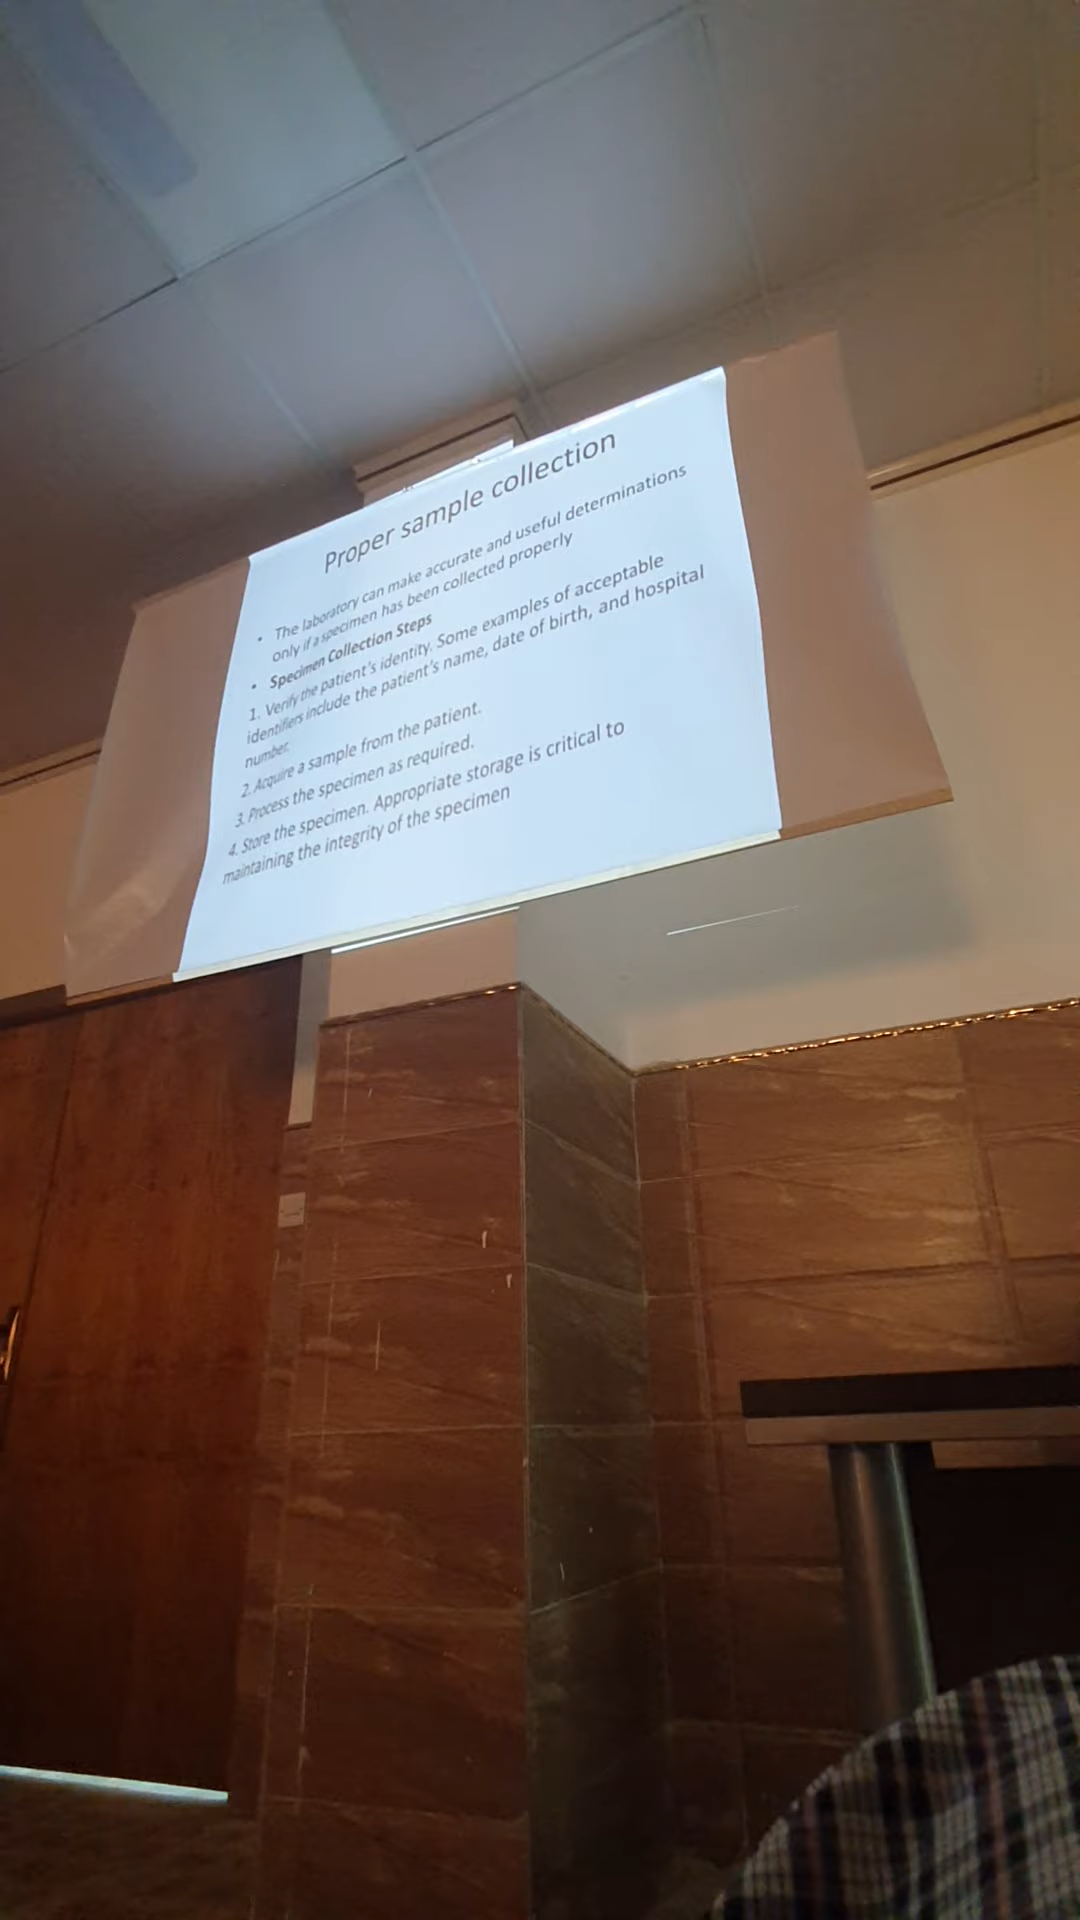 Proper sample collection
• The laboratory can make accurate and useful determinations
only if a specimen has been collected properly
• Specimen Collection Steps
1. Verify the patient's identity. Some examples of acceptable
identifiers include the patient's name, date of birth, and hospital
number.
2. Acquire a sample from the patient.
3. Process the specimen as required.
4. Store the specimen. Appropriate storage is critical to
maintaining the integrity of the specimen